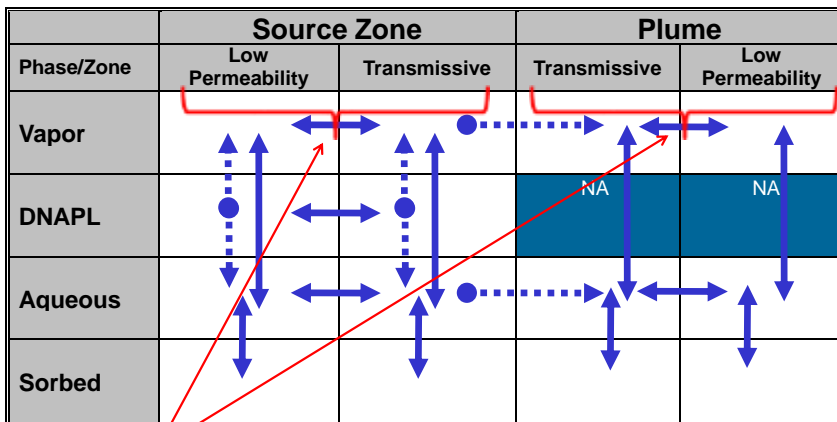 Source Zone Plume
Phase/Zone Low Permeability Transmissive Transmissive Low Permeability
Vapor
DNAPL NA NA
Aqueous
Sorbed